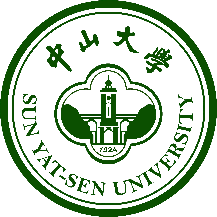 中山大學
1924
SUN YAT-SEN UNIVERSITY